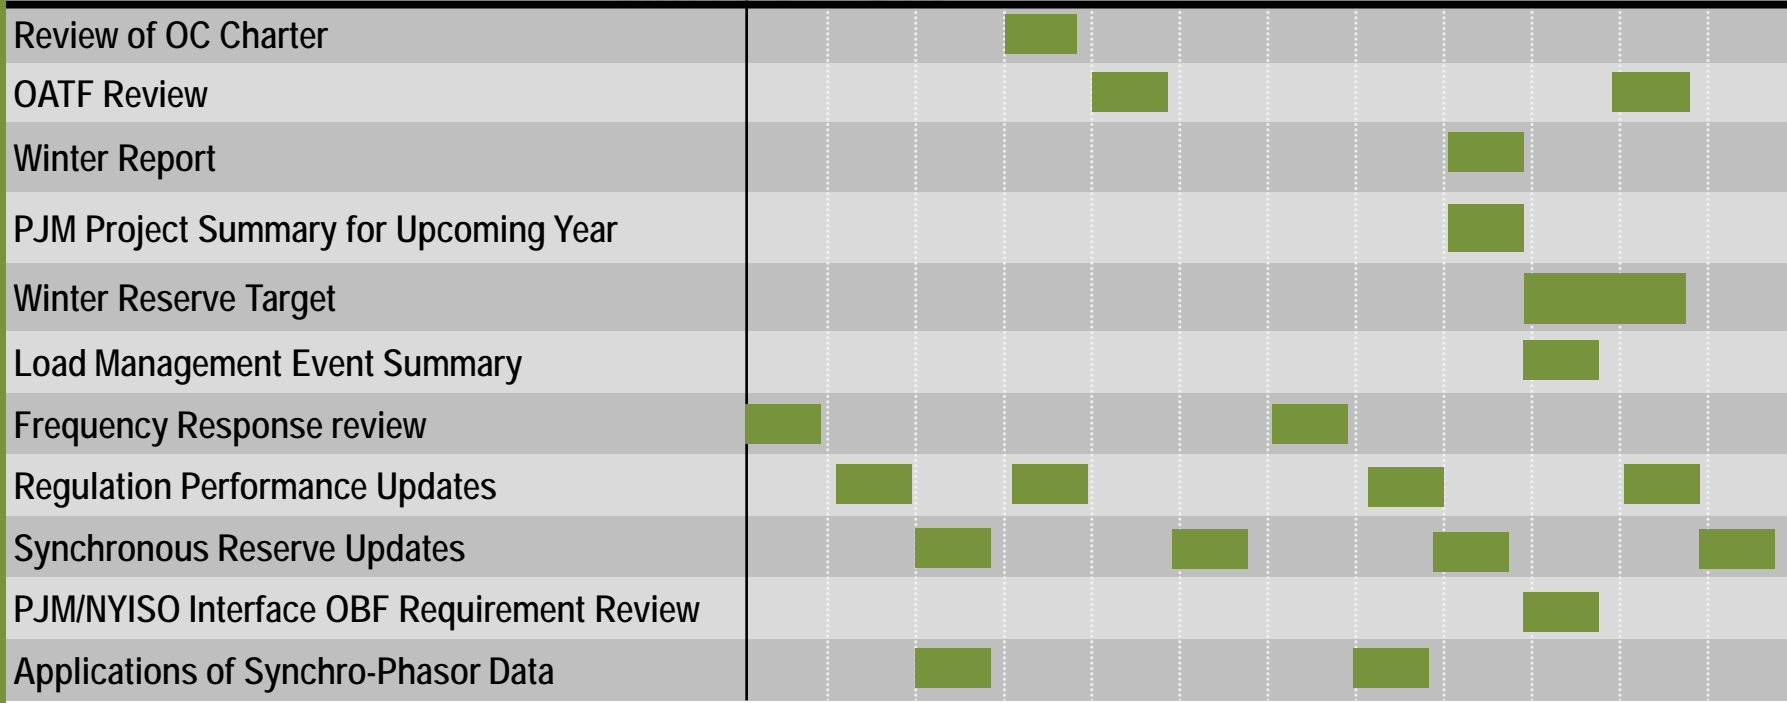 Review of OC Charter
OATF Review
Winter Report
PJM Project Summary for Upcoming Year
Winter Reserve Target
Load Management Event Summary
Frequency Response review
Regulation Performance Updates
Synchronous Reserve Updates
PJM/NYISO Interface OBF Requirement Review
Applications of Synchro-Phasor Data